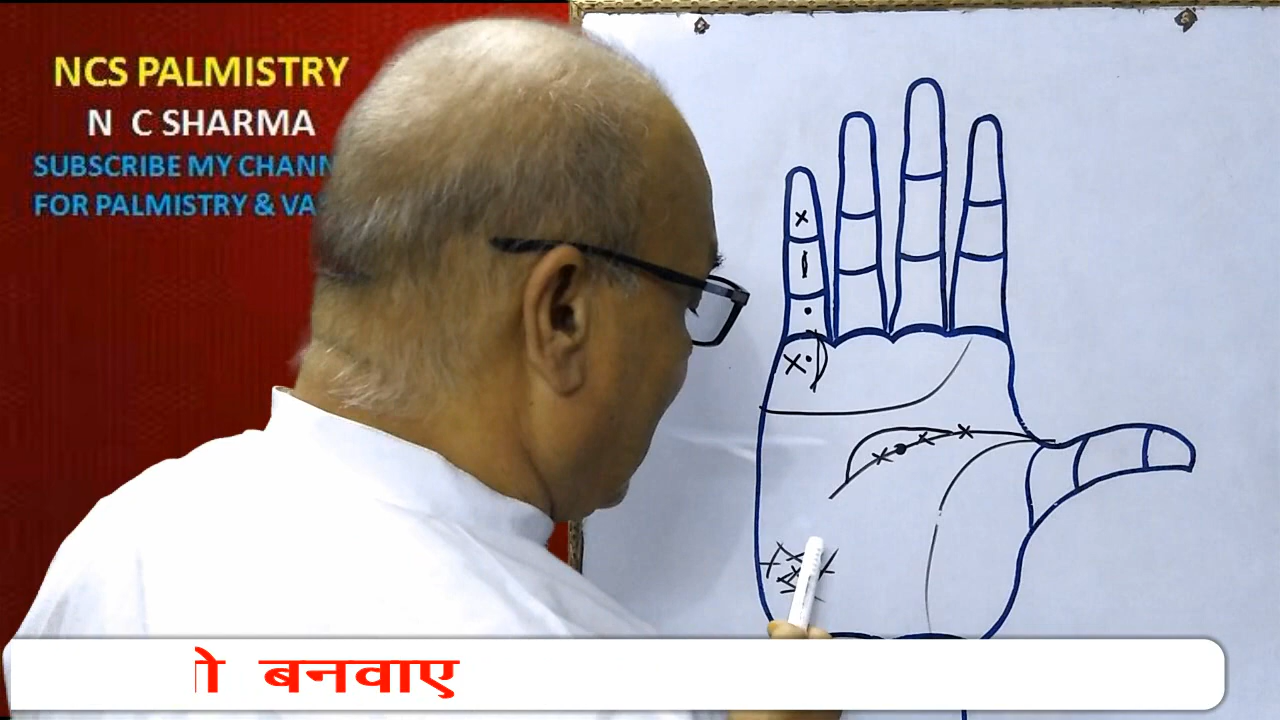 NCS PALMISTRY
N C SHARMA
SUBSCRIBE MY CHANN
FOR PALMISTRY & VA
बनवाए